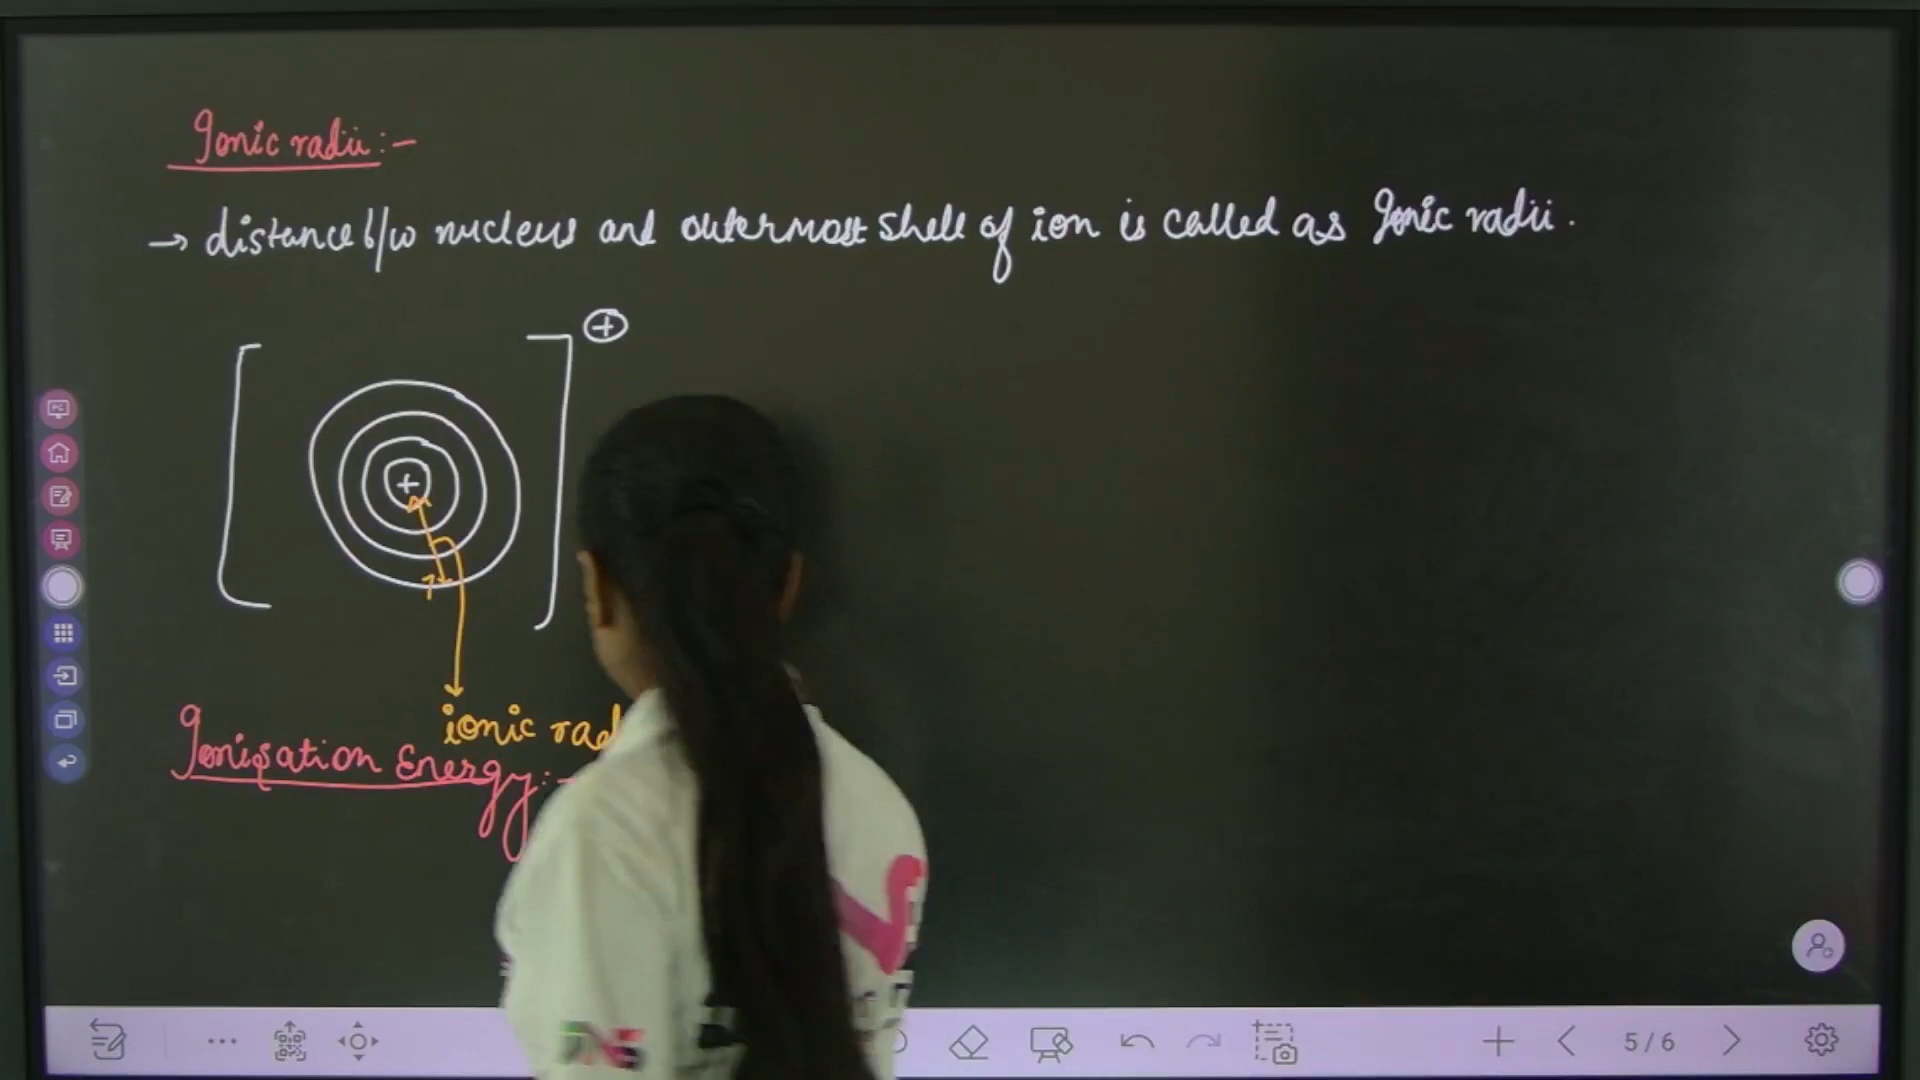 Ionic radii:-
→ distance b/w nucleus and outermost shell of ion is called as Ionic radii.
+
+
ionic
Ionisation Energy:-
5/6